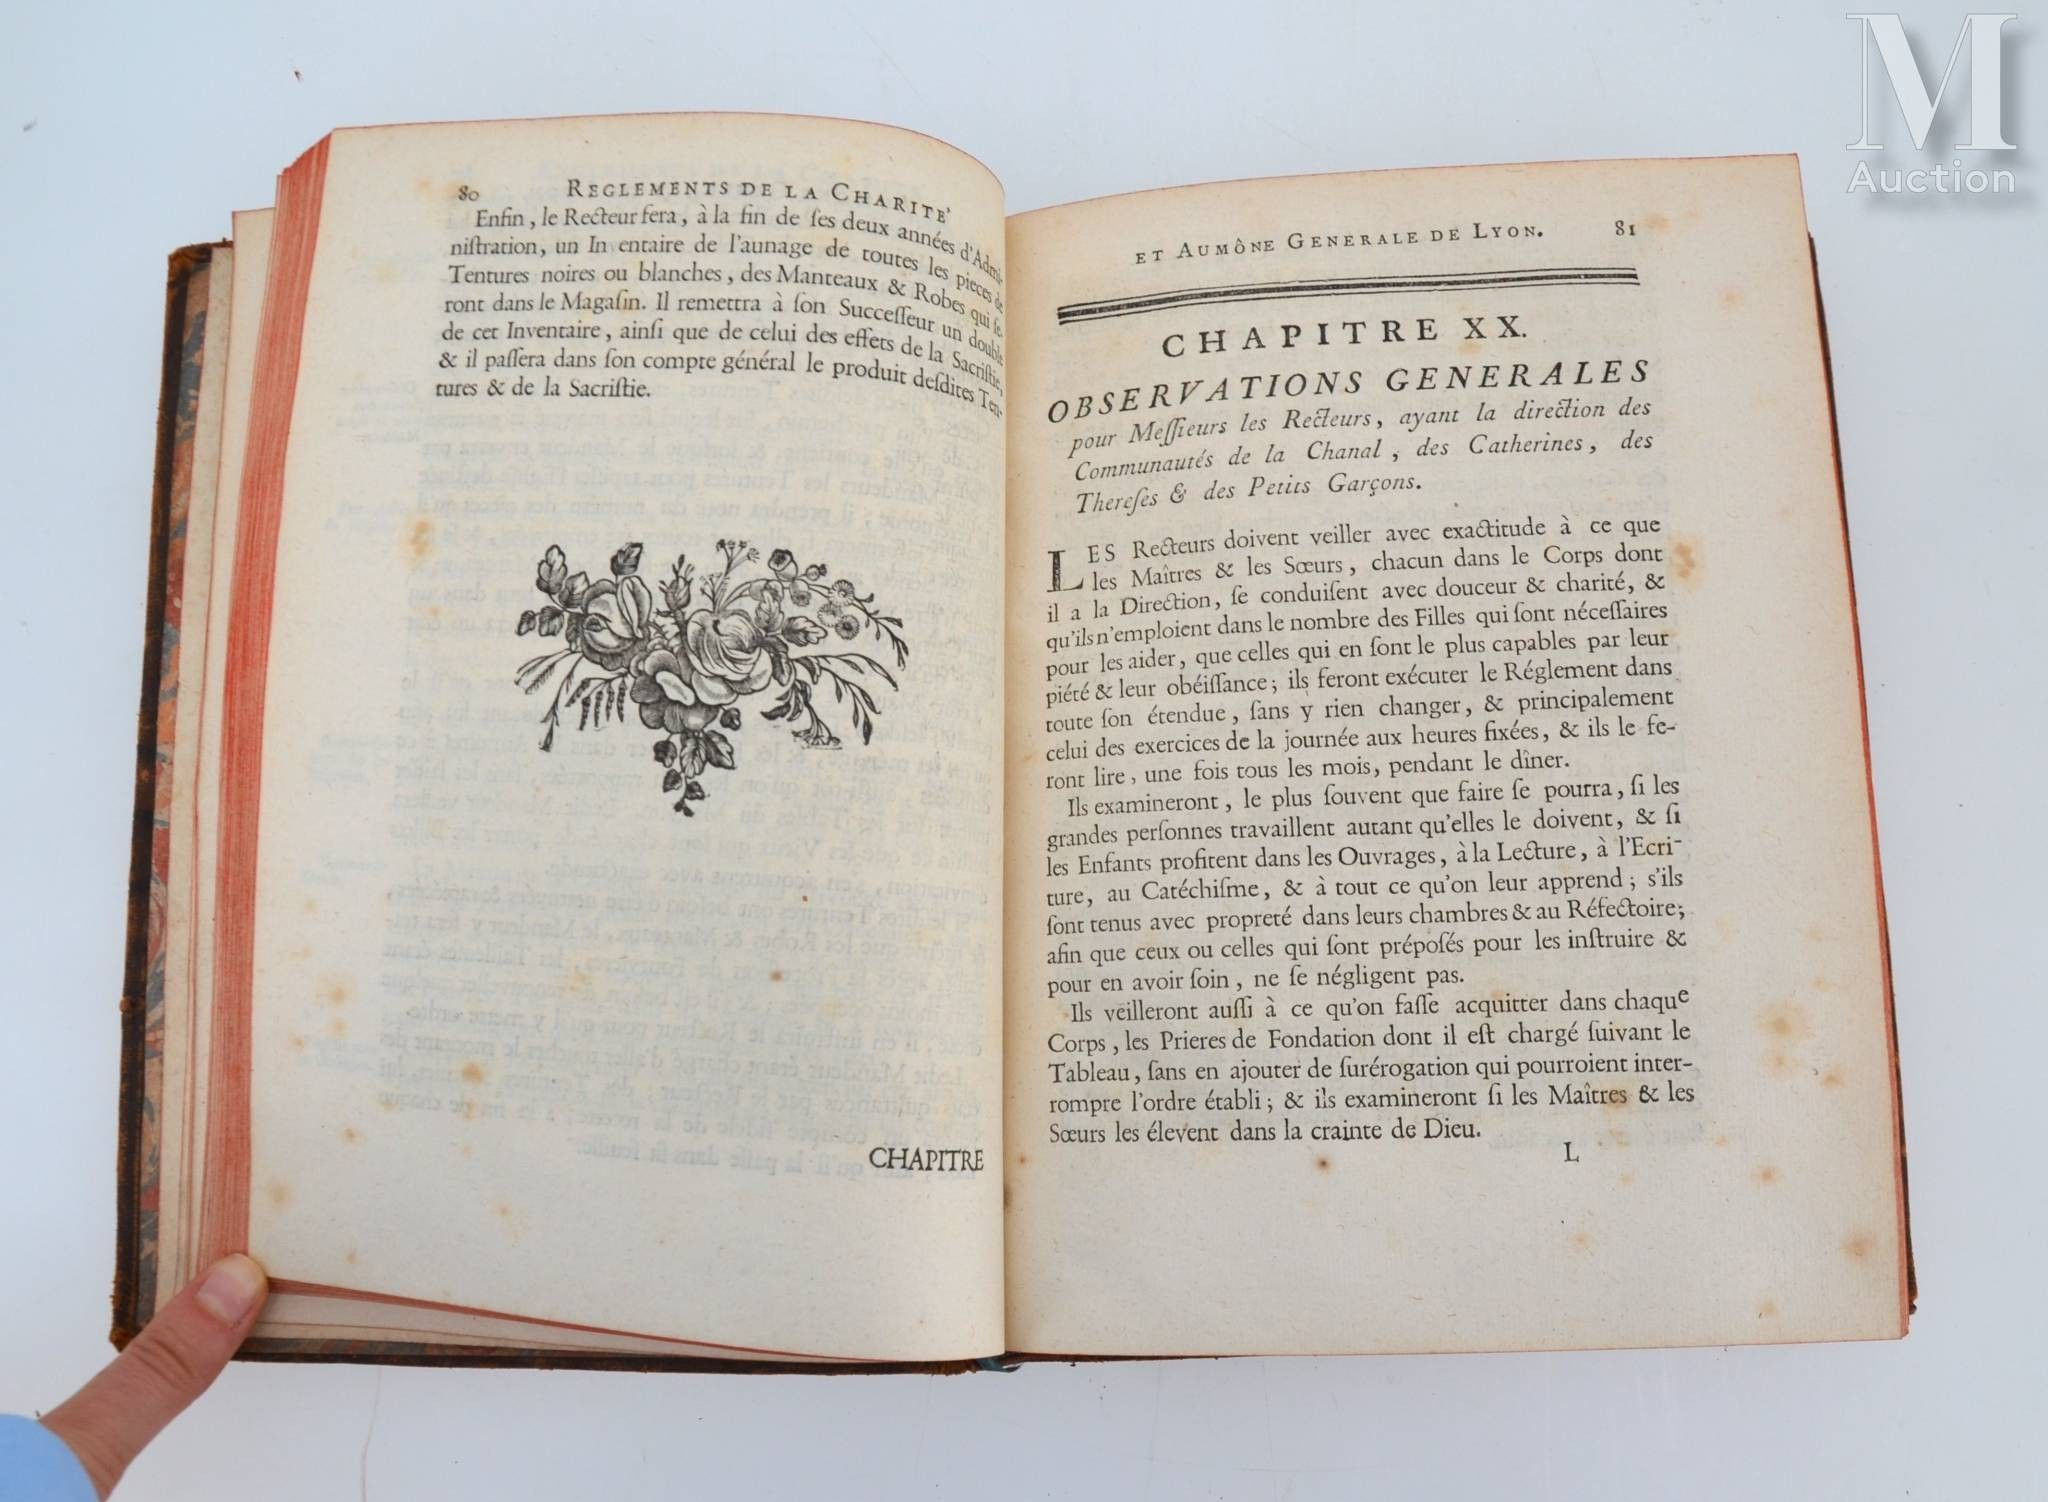 80 REGLEMENTS DE LA CHARITÉ
Enfin, le Recteur fera, à la fin de ſes deux années d'Admi-
niſtration, un In entaire de l'aunage de toutes les pieces de
Tentures noires ou blanches, des Manteaux & Robes qui ſe-
ront dans le Magaſin. Il remettra à ſon Succeſſeur un double
de cet Inventaire, ainſi que de celui des effets de la Sacriſtie,
& il paſſera dans ſon compte général le produit deſdites Ten-
tures & de la Sacriſtie.
CHAPITRE
ET AUMÔNE GENERALE DE LYON. 81
CHAPITRE XX.
OBSERVATIONS GENERALES
pour Meſſieurs les Recteurs, ayant la direction des
Communautés de la Chanal, des Catherines, des
Thereſes & des Petits Garçons.
LES Recteurs doivent veiller avec exactitude à ce que
les Maîtres & les Sœurs, chacun dans le Corps dont
il a la Direction, ſe conduiſent avec douceur & charité, &
qu'ils n'emploient dans le nombre des Filles qui ſont néceſſaires
pour les aider, que celles qui en ſont le plus capables par leur
piété & leur obéiſſance; ils feront exécuter le Réglement dans
toute ſon étendue, ſans y rien changer, & principalement
celui des exercices de la journée aux heures fixées, & ils le fe-
ront lire, une fois tous les mois, pendant le dîner.
Ils examineront, le plus ſouvent que faire ſe pourra, ſi les
grandes perſonnes travaillent autant qu'elles le doivent, & ſi
les Enfants profitent dans les Ouvrages, à la Lecture, à l'Ecri-
ture, au Catéchiſme, & à tout ce qu'on leur apprend; s'ils
ſont tenus avec propreté dans leurs chambres & au Réfectoire;
afin que ceux ou celles qui ſont prépoſés pour les inſtruire &
pour en avoir ſoin, ne ſe négligent pas.
Ils veilleront auſſi à ce qu'on faſſe acquitter dans chaque
Corps, les Prieres de Fondation dont il eſt chargé ſuivant le
Tableau, ſans en ajouter de ſurérogation qui pourroient inter-
rompre l'ordre établi; & ils examineront ſi les Maîtres & les
Sœurs les élevent dans la crainte de Dieu.
L
M
Auction